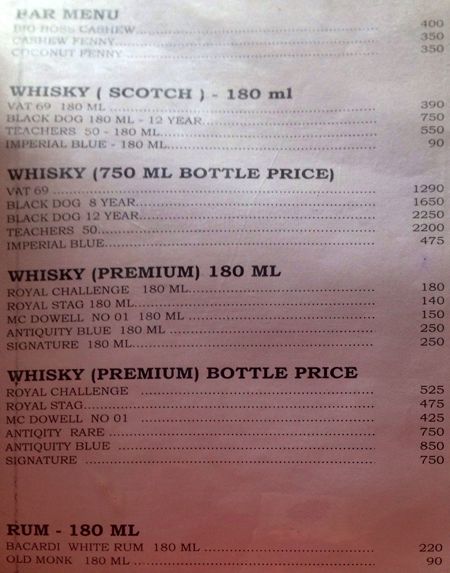 BAR MENU
BIG BOSS CASHEW 400
CASHEW FENNY 350
COCONUT FENNY 350
WHISKY ( SCOTCH ) - 180 ml
VAT 69 180 ML 390
BLACK DOG 180 ML - 12 YEAR 750
TEACHERS 50 - 180 ML 550
IMPERIAL BLUE - 180 ML 90
WHISKY (750 ML BOTTLE PRICE)
VAT 69 1290
BLACK DOG 8 YEAR 1650
BLACK DOG 12 YEAR 2250
TEACHERS 50 2200
IMPERIAL BLUE 475
WHISKY (PREMIUM) 180 ML
ROYAL CHALLENGE 180 ML 180
ROYAL STAG 180 ML 140
MC DOWELL NO 01 180 ML 150
ANTIQUITY BLUE 180 ML 250
SIGNATURE 180 ML 250
WHISKY (PREMIUM) BOTTLE PRICE
ROYAL CHALLENGE 525
ROYAL STAG 475
MC DOWELL NO 01 425
ANTIQITY RARE 750
ANTIQUITY BLUE 850
SIGNATURE 750
RUM - 180 ML
BACARDI WHITE RUM 180 ML 220
OLD MONK 180 ML 90